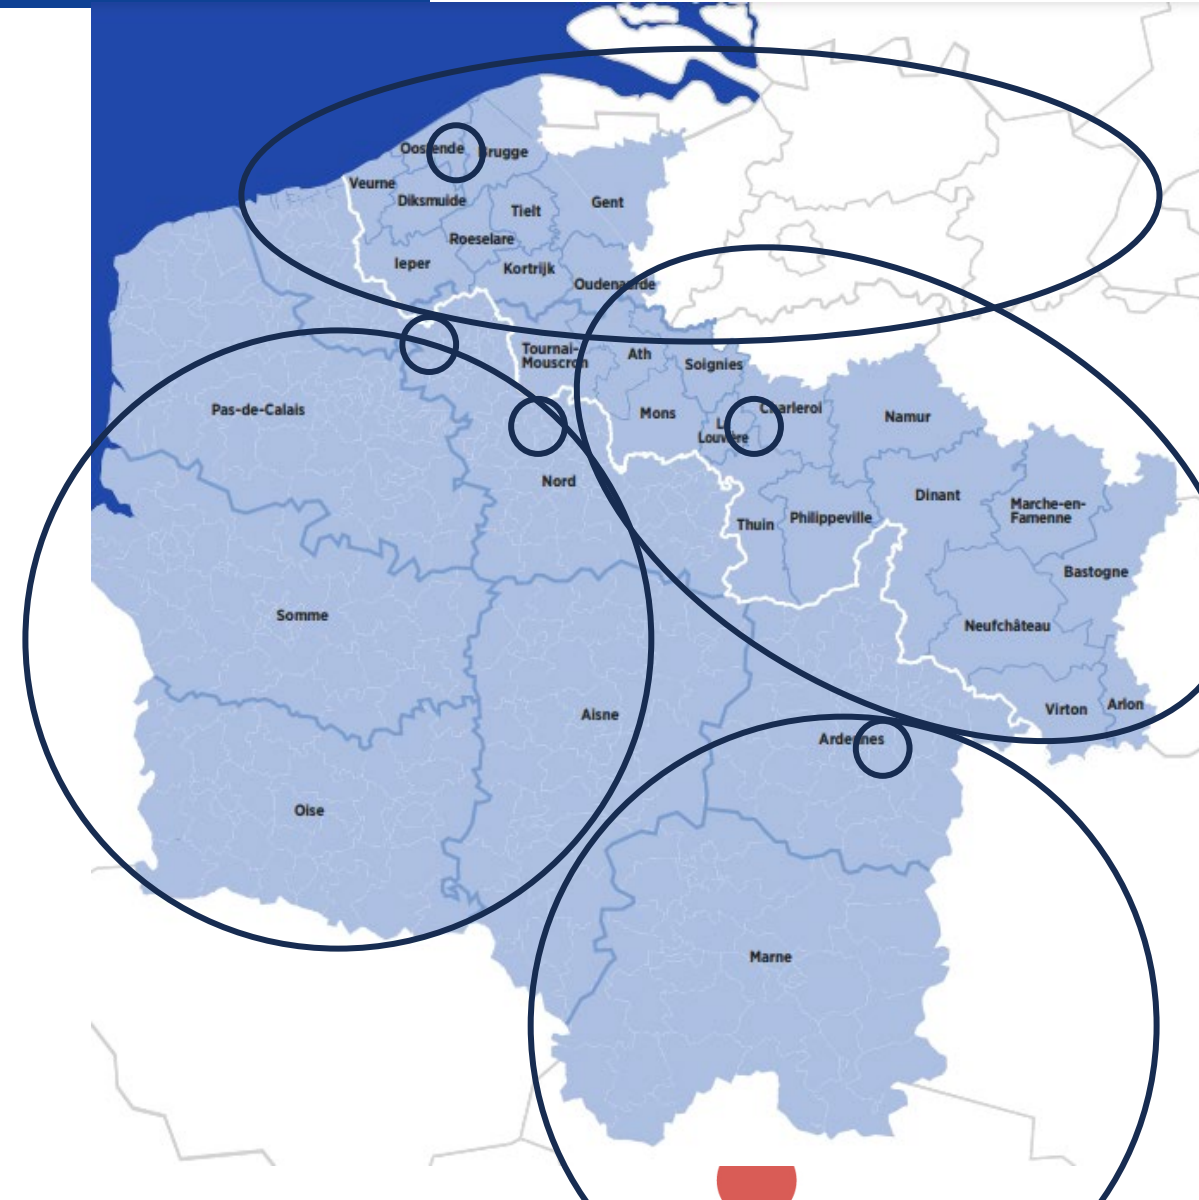 Oostende
Brugge
Veurne
Diksmuide
Tielt
Gent
Roeselare
Ieper
Kortrijk
Oudenaarde
Tournai-
Mouscron
Ath
Soignies
Pas-de-Calais
Mons
La
Louvière
Charleroi
Namur
Nord
Dinant
Marche-en-
Famenne
Thuin
Philippeville
Bastogne
Somme
Neufchâteau
Aisne
Virton
Arlon
Ardennes
Oise
Marne